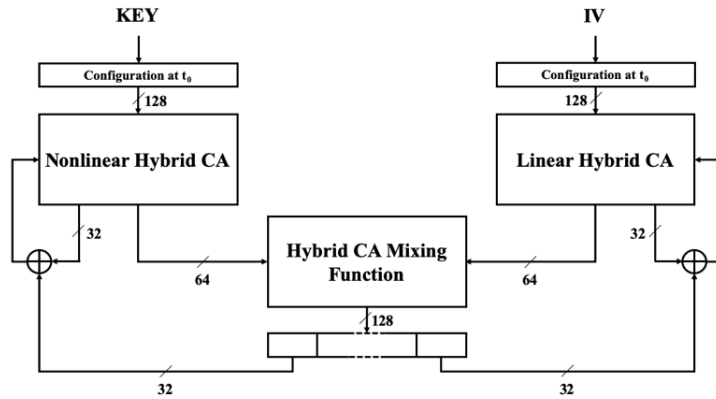 KEY
IV
Configuration at t₀
Configuration at t₀
128
128
Nonlinear Hybrid CA
Linear Hybrid CA
32
32
Hybrid CA Mixing
Function
64
64
128
32
32